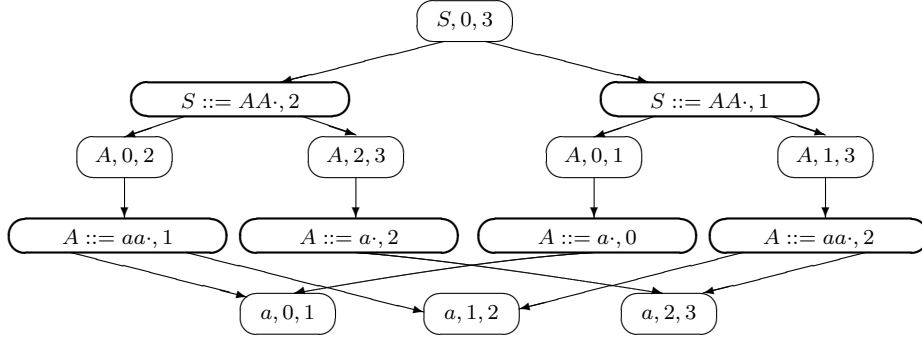 S, 0, 3
S ::= AA·, 2
S ::= AA·, 1
A, 0, 2
A, 2, 3
A, 0, 1
A, 1, 3
A ::= aa·, 1
A ::= a·, 2
A ::= a·, 0
A ::= aa·, 2
a, 0, 1
a, 1, 2
a, 2, 3